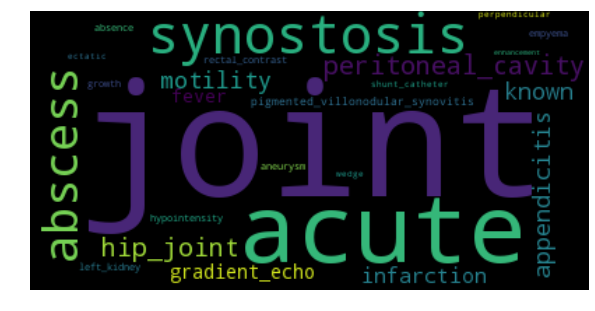 perpendicular
absence
synostosis
empyema
ectatic
rectal_contrast
enhancement
peritoneal_cavity
abscess
motility
growth
shunt_catheter
known
fever
pigmented_villonodular_synovitis
joint
appendicitis
aneurysm
wedge
acute
hypointensity
hip_joint
left_kidney
gradient_echo
infarction